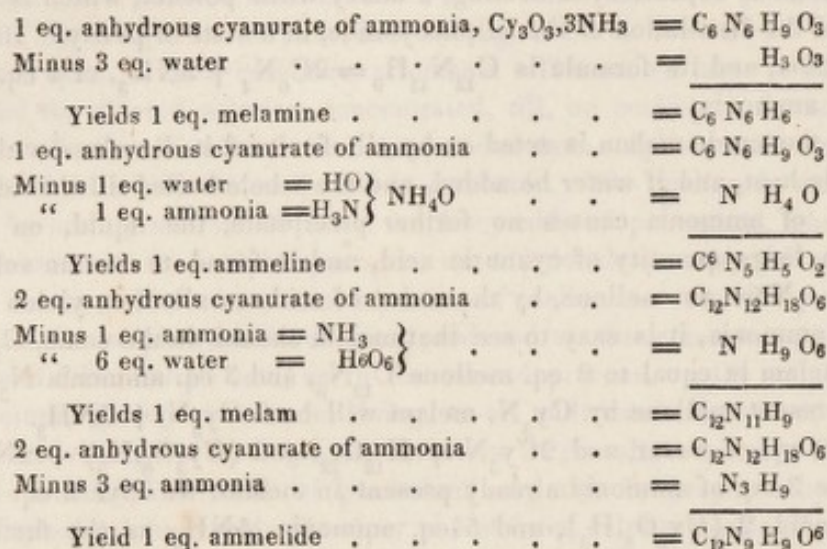 1 eq. anhydrous cyanurate of ammonia, Cy₃O₃,3NH₃ = C₆ N₆ H₉ O₃
Minus 3 eq. water . . . . . = H₃ O₃
Yields 1 eq. melamine . . . . . = C₆ N₆ H₆
1 eq. anhydrous cyanurate of ammonia . . = C₆ N₆ H₉ O₃
Minus 1 eq. water = HO} NH₄O . . = N H₄ O
“ 1 eq. ammonia =H₃N}
Yields 1 eq. ammeline . . . . . = C⁶ N₅ H₅ O₂
2 eq. anhydrous cyanurate of ammonia . . = C₁₂N₁₂H₁₈O₆
Minus 1 eq. ammonia = NH₃} . . . = N H₉ O₆
“ 6 eq. water = H6O₆}
Yields 1 eq. melam . . . . . = C₁₂N₁₁H₉
2 eq. anhydrous cyanurate of ammonia . . = C₁₂N₁₂H₁₈O₆
Minus 3 eq. ammonia . . . . . = N₃ H₉
Yield 1 eq. ammelide . . . . . = C₁₂N₉ H₉ O⁶